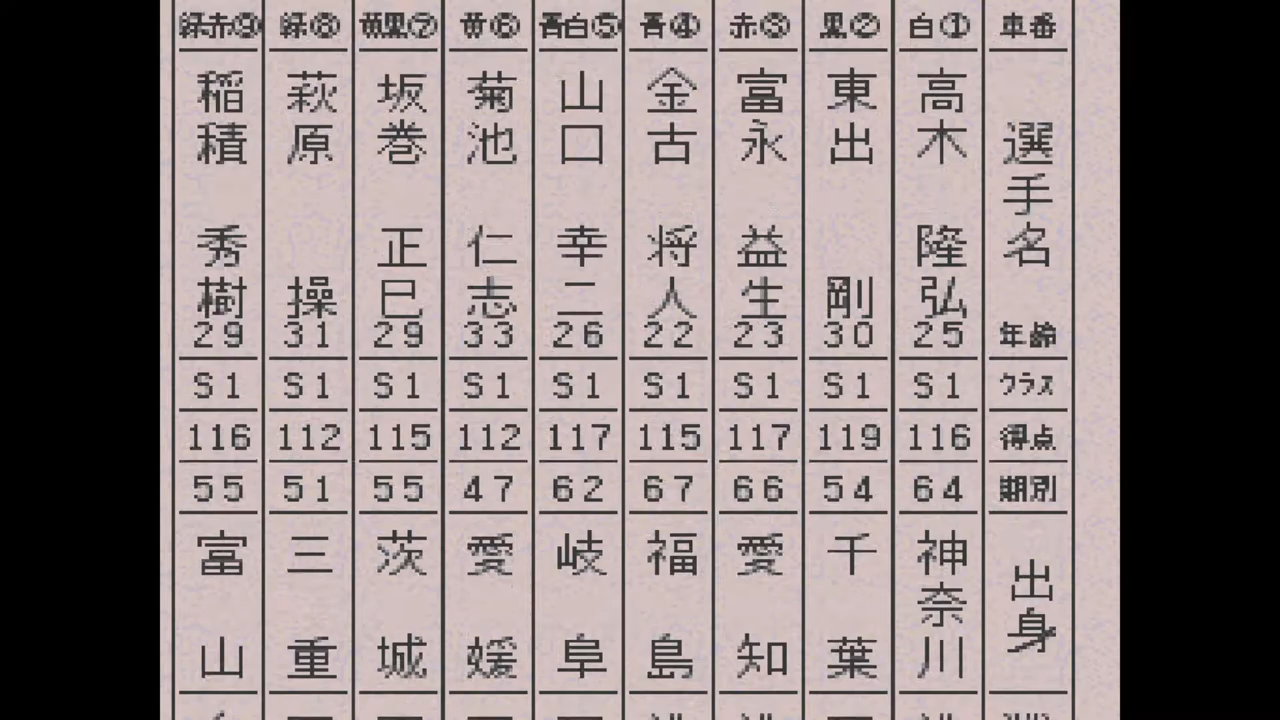 車番 白① 黒② 赤③ 青④ 青白⑤ 黄⑥ 黄黒⑦ 緑⑧ 緑赤⑨
選手名 高木隆弘 東出剛 富永益生 金古将人 山口幸二 菊池仁志 坂巻正巳 萩原操 稲積秀樹
年齢 25 30 23 22 26 33 29 31 29
クラス S1 S1 S1 S1 S1 S1 S1 S1 S1
得点 116 119 117 115 117 112 115 112 116
期別 64 54 66 67 62 47 55 51 55
出身 神奈川 千葉 愛知 福島 岐阜 愛媛 茨城 三重 富山